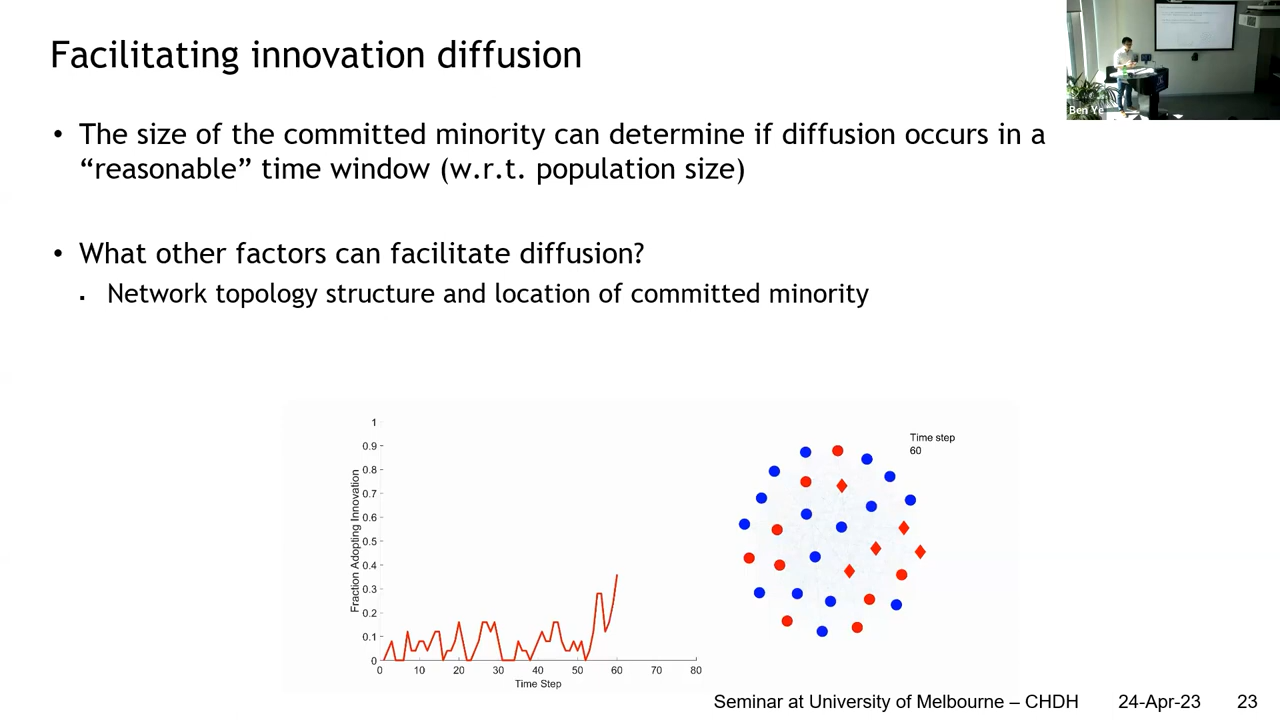 Facilitating innovation diffusion
Ben Ye
• The size of the committed minority can determine if diffusion occurs in a
“reasonable” time window (w.r.t. population size)
• What other factors can facilitate diffusion?
▪ Network topology structure and location of committed minority
Fraction Adopting Innovation
1
0.9
0.8
0.7
0.6
0.5
0.4
0.3
0.2
0.1
0
0 10 20 30 40 50 60 70 80
Time Step
Time step
60
Seminar at University of Melbourne – CHDH 24-Apr-23 23